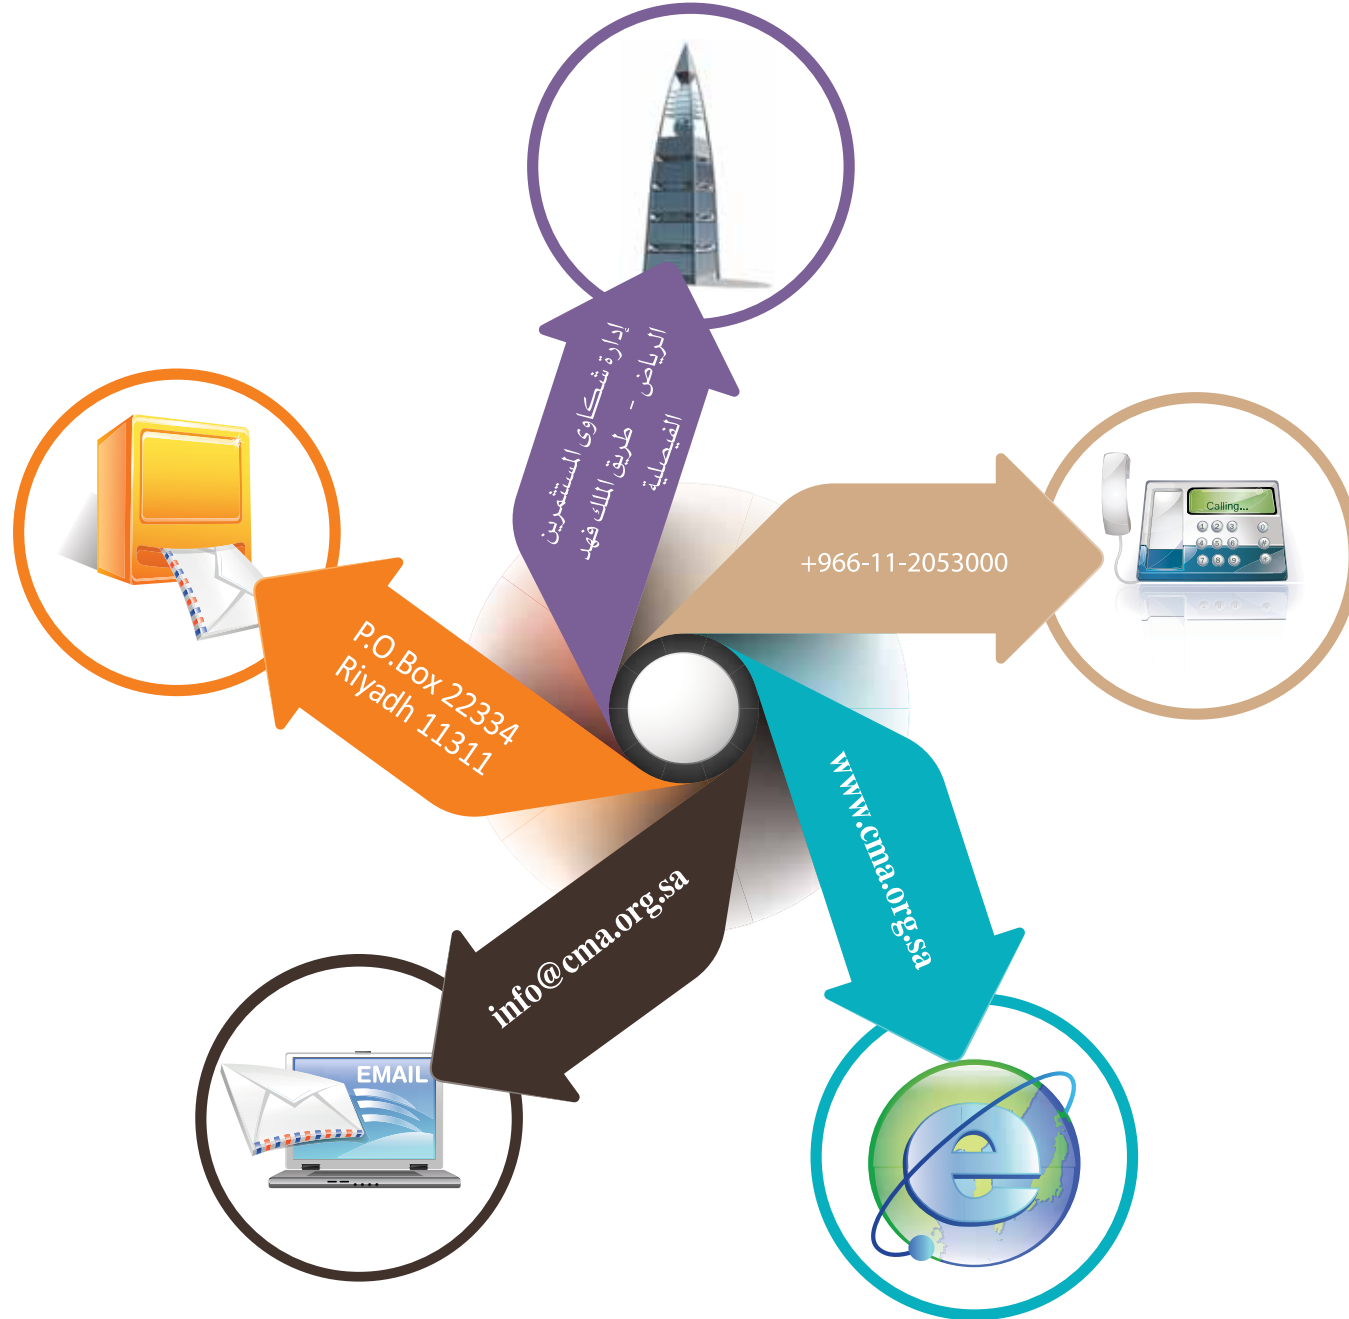 إدارة شكاوى المستثمرين
الرياض - طريق الملك فهد
الفيصلية
+966-11-2053000
Calling...
P.O.Box 22334
Riyadh 11311
www.cma.org.sa
info@cma.org.sa
EMAIL